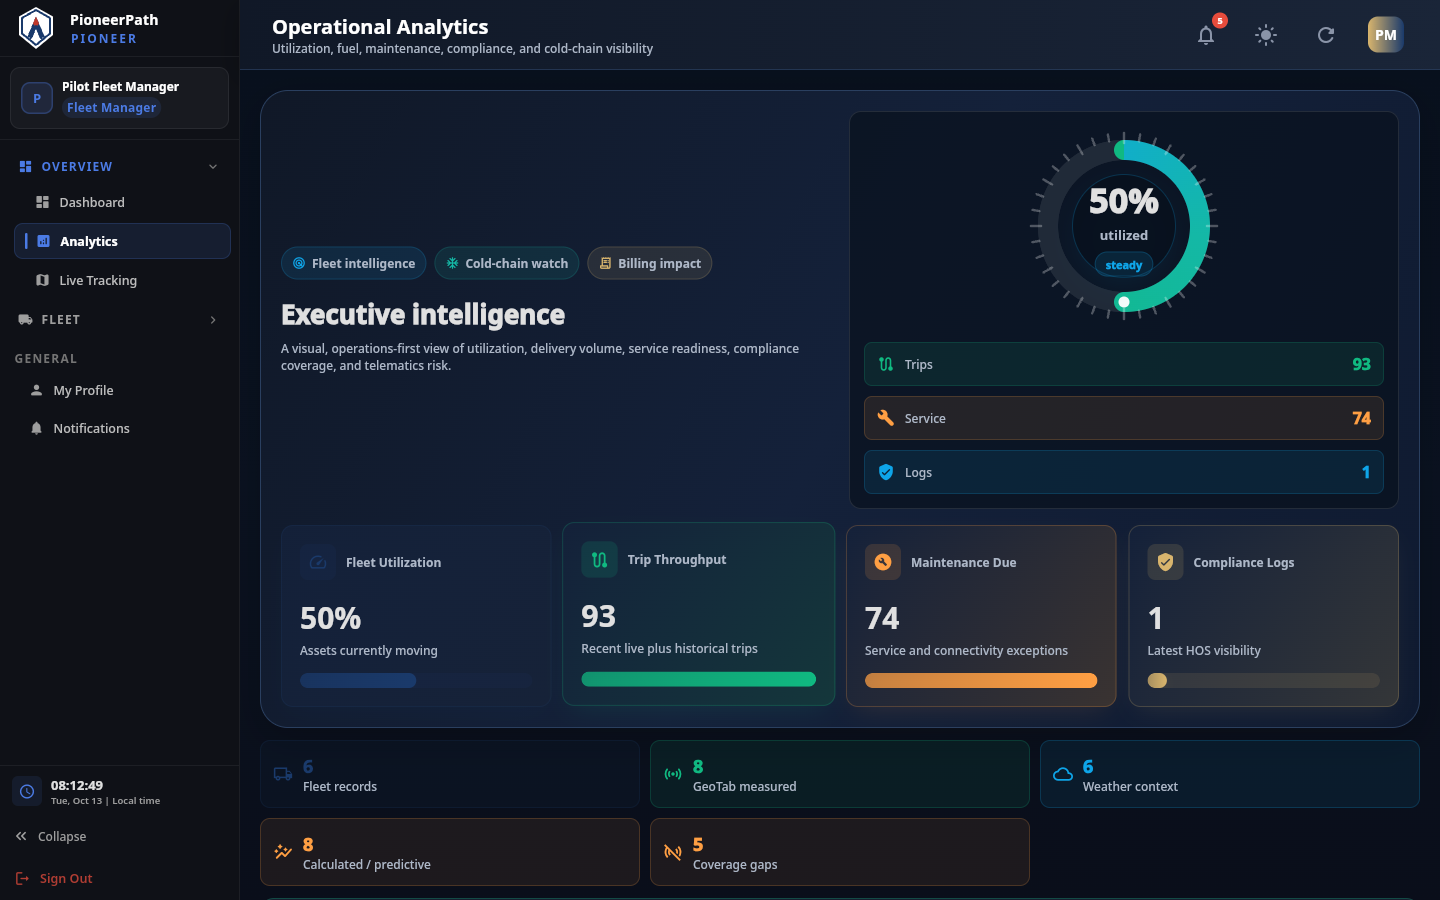 PioneerPath
PIONEER
P
Pilot Fleet Manager
Fleet Manager
OVERVIEW
Dashboard
Analytics
Live Tracking
FLEET
GENERAL
My Profile
Notifications
08:12:49
Tue, Oct 13 | Local time
Collapse
Sign Out
Operational Analytics
Utilization, fuel, maintenance, compliance, and cold-chain visibility
5
PM
Fleet intelligence
Cold-chain watch
Billing impact
Executive intelligence
A visual, operations-first view of utilization, delivery volume, service readiness, compliance
coverage, and telematics risk.
50%
utilized
steady
Trips 93
Service 74
Logs 1
Fleet Utilization
50%
Assets currently moving
Trip Throughput
93
Recent live plus historical trips
Maintenance Due
74
Service and connectivity exceptions
Compliance Logs
1
Latest HOS visibility
6
Fleet records
8
GeoTab measured
6
Weather context
8
Calculated / predictive
5
Coverage gaps